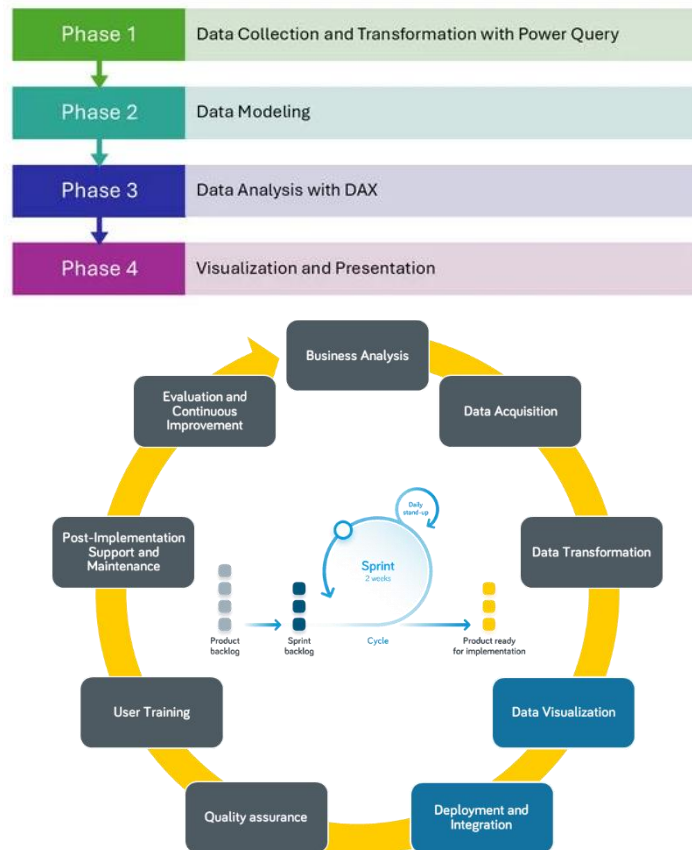 Phase 1
Data Collection and Transformation with Power Query
Phase 2
Data Modeling
Phase 3
Data Analysis with DAX
Phase 4
Visualization and Presentation
Business Analysis
Evaluation and
Continuous
Improvement
Data Acquisition
Daily
stand-up
Post-Implementation
Support and
Maintenance
Sprint
2 weeks
Data Transformation
Product
backlog
Sprint
backlog
Cycle
Product ready
for implementation
User Training
Data Visualization
Quality assurance
Deployment and
Integration